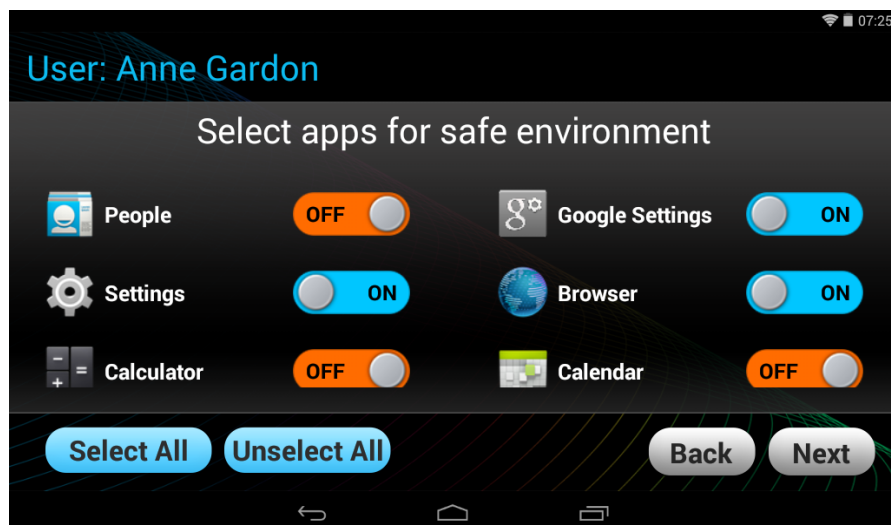 07:25
User: Anne Gardon
Select apps for safe environment
People OFF Google Settings ON
Settings ON Browser ON
Calculator OFF Calendar OFF
Select All Unselect All Back Next